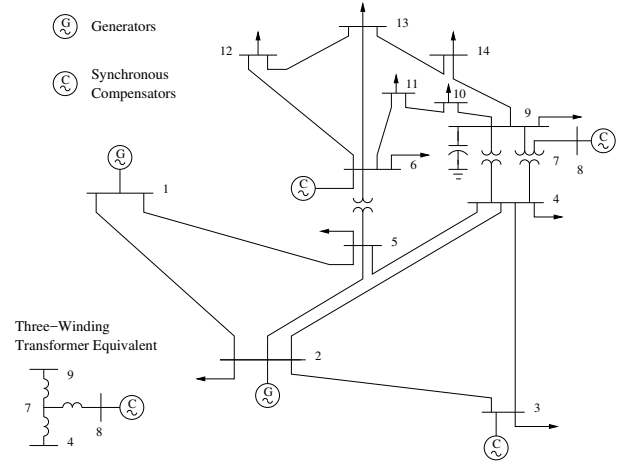 G
Generators
C
Synchronous
Compensators
13
12
14
11
10
9
C
7
8
G
6
C
1
4
5
Three−Winding
Transformer Equivalent
2
9
G
7
C
8
3
4
C